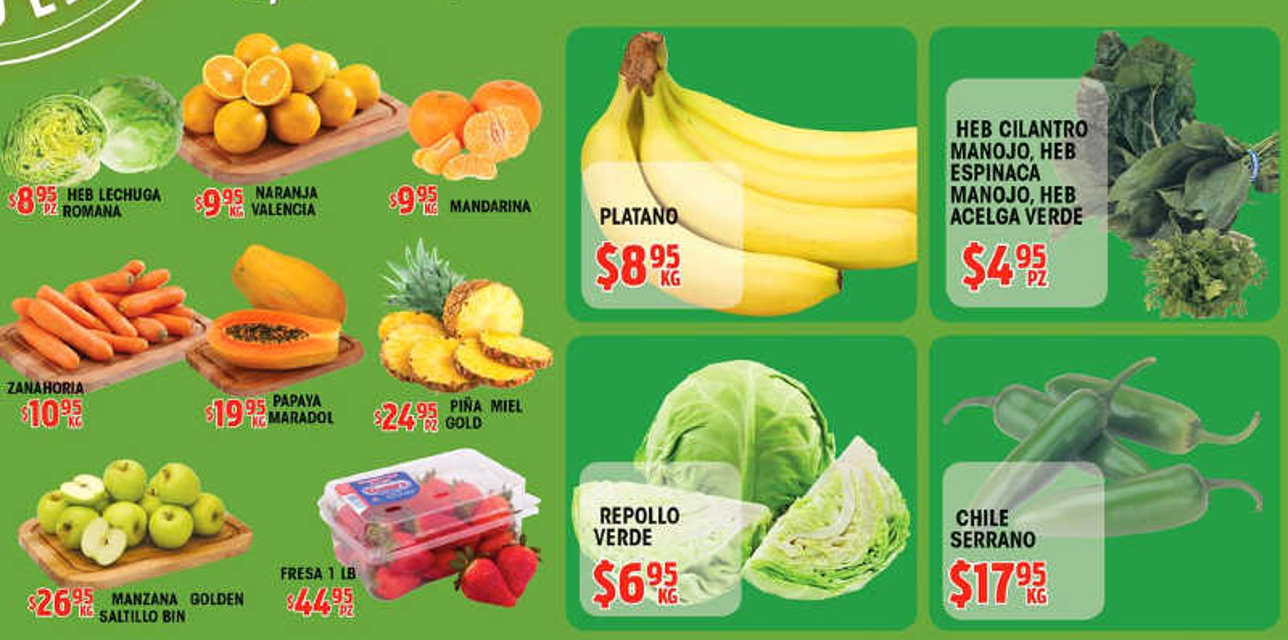 $8.95 PZ HEB LECHUGA
ROMANA
$9.95 KG NARANJA
VALENCIA
$9.95 KG MANDARINA
ZANAHORIA
$10.95 KG
$19.95 KG PAPAYA
MARADOL
$24.95 PZ PIÑA MIEL
GOLD
$26.95 KG MANZANA GOLDEN
SALTILLO BIN
FRESA 1 LB
$44.95 PZ
PLATANO
$8.95 KG
HEB CILANTRO
MANOJO, HEB
ESPINACA
MANOJO, HEB
ACELGA VERDE
$4.95 PZ
REPOLLO
VERDE
$6.95 KG
CHILE
SERRANO
$17.95 KG